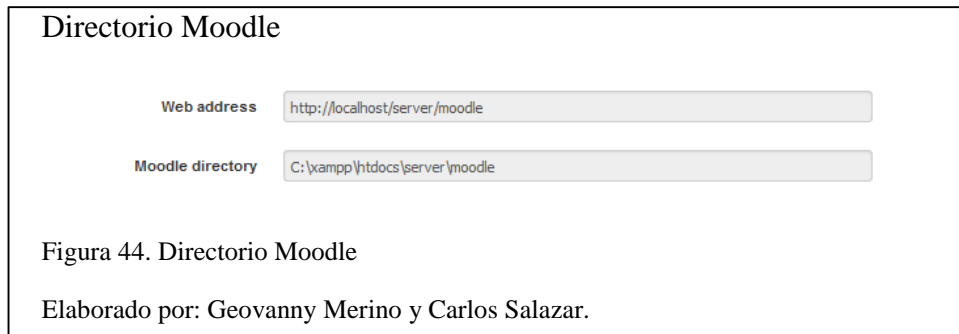 Directorio Moodle
Web address http://localhost/server/moodle
Moodle directory C:\xampp\htdocs\server\moodle
Figura 44. Directorio Moodle
Elaborado por: Geovanny Merino y Carlos Salazar.